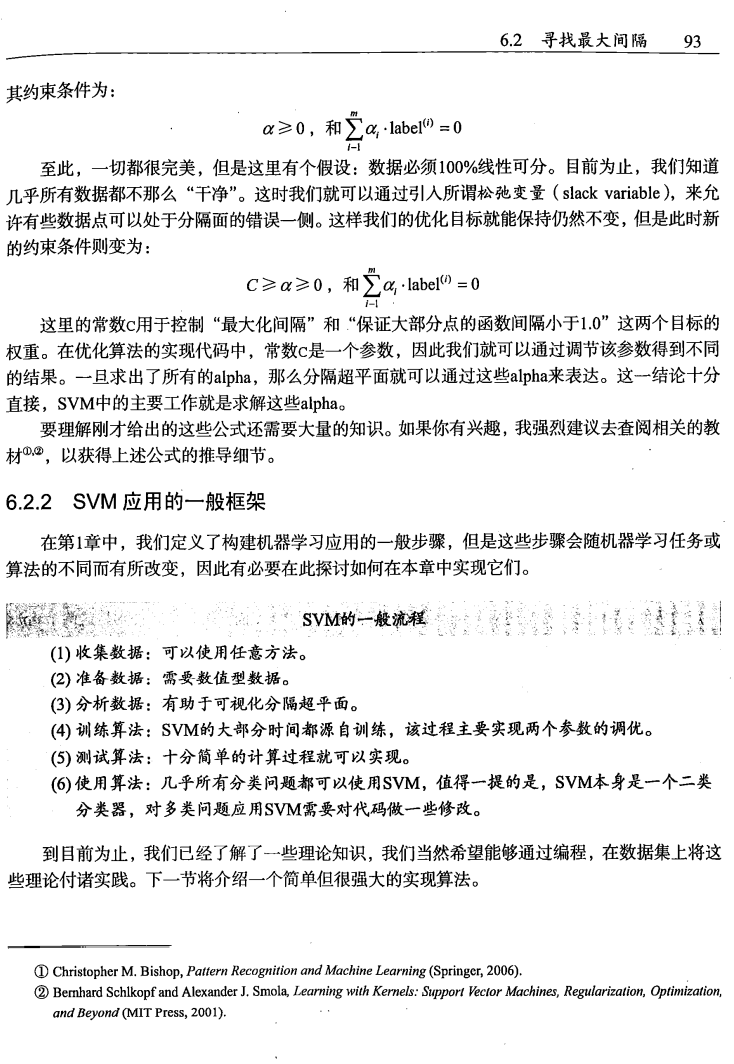 6.2 寻找最大间隔 93
其约束条件为：
α≥0，和∑α_i·label^(i)=0
m
i-1
至此，一切都很完美，但是这里有个假设：数据必须100%线性可分。目前为止，我们知道
几乎所有数据都不那么“干净”。这时我们就可以通过引入所谓松弛变量（slack variable），来允
许有些数据点可以处于分隔面的错误一侧。这样我们的优化目标就能保持仍然不变，但是此时新
的约束条件则变为：
C≥α≥0，和∑α_i·label^(i)=0
m
i-1
这里的常数C用于控制“最大化间隔”和“保证大部分点的函数间隔小于1.0”这两个目标的
权重。在优化算法的实现代码中，常数C是一个参数，因此我们就可以通过调节该参数得到不同
的结果。一旦求出了所有的alpha，那么分隔超平面就可以通过这些alpha来表达。这一结论十分
直接，SVM中的主要工作就是求解这些alpha。
要理解刚才给出的这些公式还需要大量的知识。如果你有兴趣，我强烈建议去查阅相关的教
材①,②，以获得上述公式的推导细节。
6.2.2 SVM 应用的一般框架
在第1章中，我们定义了构建机器学习应用的一般步骤，但是这些步骤会随机器学习任务或
算法的不同而有所改变，因此有必要在此探讨如何在本章中实现它们。
SVM的一般流程
(1) 收集数据：可以使用任意方法。
(2) 准备数据：需要数值型数据。
(3) 分析数据：有助于可视化分隔超平面。
(4) 训练算法：SVM的大部分时间都源自训练，该过程主要实现两个参数的调优。
(5) 测试算法：十分简单的计算过程就可以实现。
(6) 使用算法：几乎所有分类问题都可以使用SVM，值得一提的是，SVM本身是一个二类
分类器，对多类问题应用SVM需要对代码做一些修改。
到目前为止，我们已经了解了一些理论知识，我们当然希望能够通过编程，在数据集上将这
些理论付诸实践。下一节将介绍一个简单但很强大的实现算法。
① Christopher M. Bishop, Pattern Recognition and Machine Learning (Springer, 2006).
② Bernhard Schlkopf and Alexander J. Smola, Learning with Kernels: Support Vector Machines, Regularization, Optimization,
and Beyond (MIT Press, 2001).